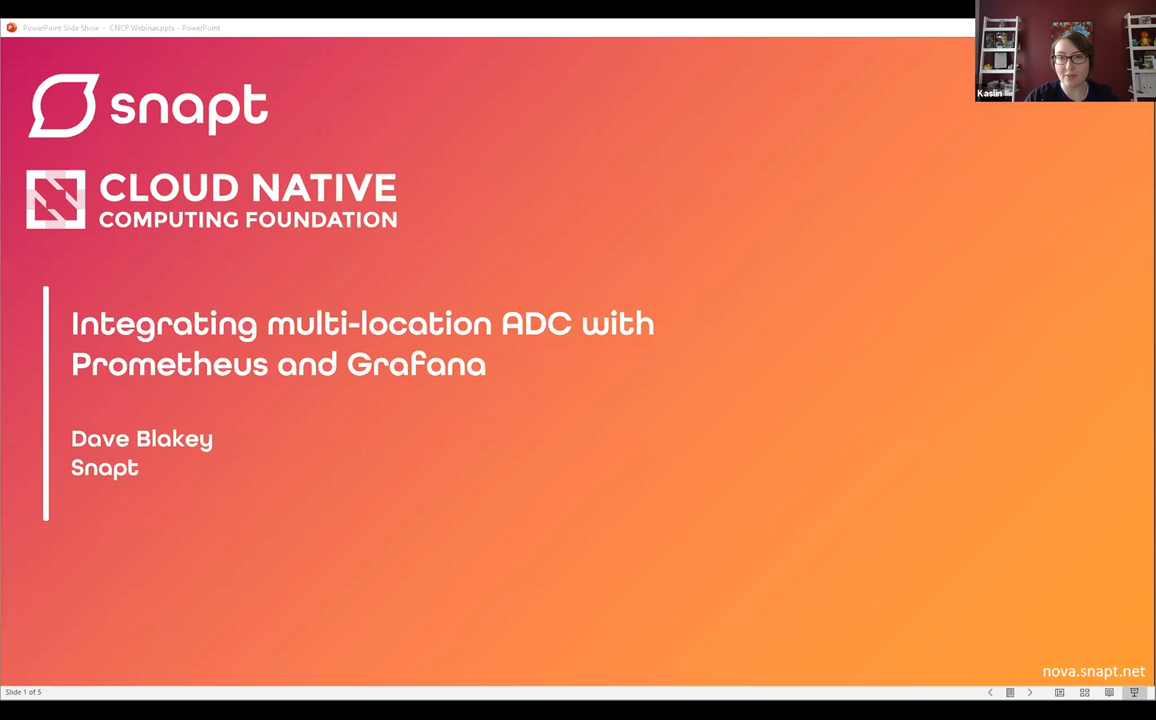 PowerPoint Slide Show - CNCF Webinar.pptx - PowerPoint
Kaslin
snapt
CLOUD NATIVE
COMPUTING FOUNDATION
Integrating multi-location ADC with
Prometheus and Grafana
Dave Blakey
Snapt
nova.snapt.net
Slide 1 of 5